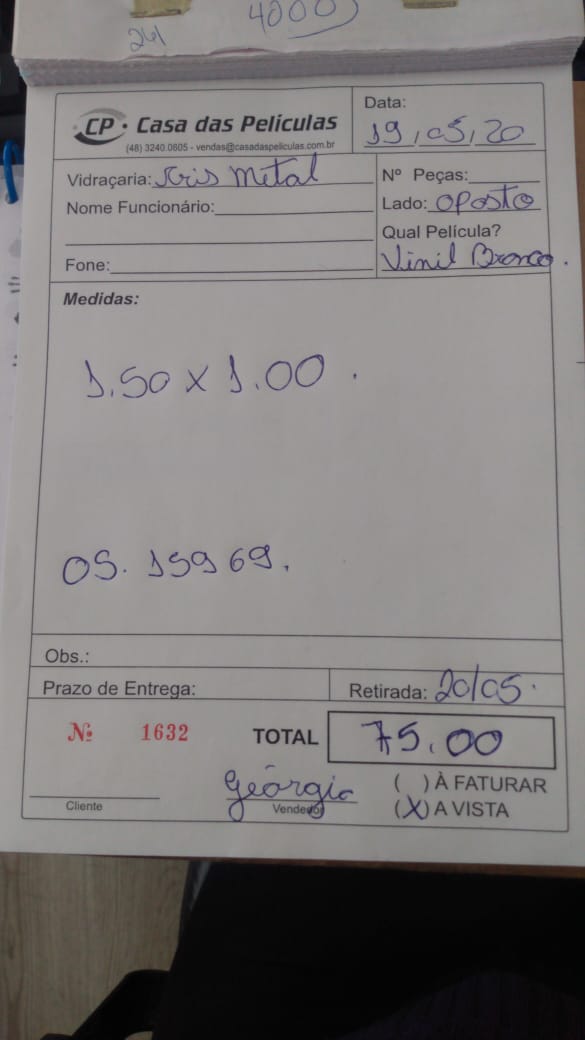 4000
241
CP • Casa das Películas
(48) 3240.0805 - vendas@casadaspeliculas.com.br
Data:
19,05,20
Vidraçaria: Kris Metal
Nº Peças:
Nome Funcionário:
Lado: oposto
Qual Película?
Fone:
Vinil Branco.
Medidas:
1.50 x 1.00.
OS. 15969.
Obs.:
Prazo de Entrega:
Retirada: 20/05.
Nº 1632
TOTAL 75.00
( ) À FATURAR
Geórgia
(X) A VISTA
Cliente
Vendedor